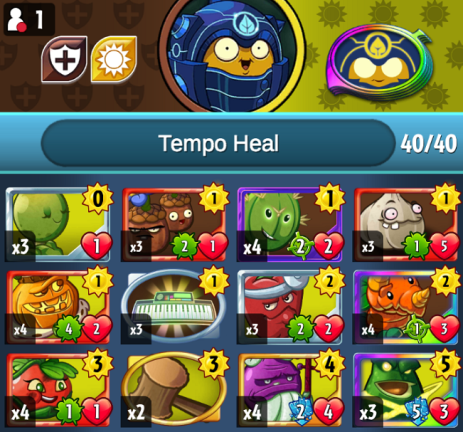 1
Tempo Heal 40/40
0 1 1 1
x3 1 x3 2 1 x4 2 2 x3 1 5
1 1 2 2
x4 4 2 x3 x3 2 2 x4 1 3
3 3 4 5
x4 1 1 x2 x4 2 4 x3 5 3